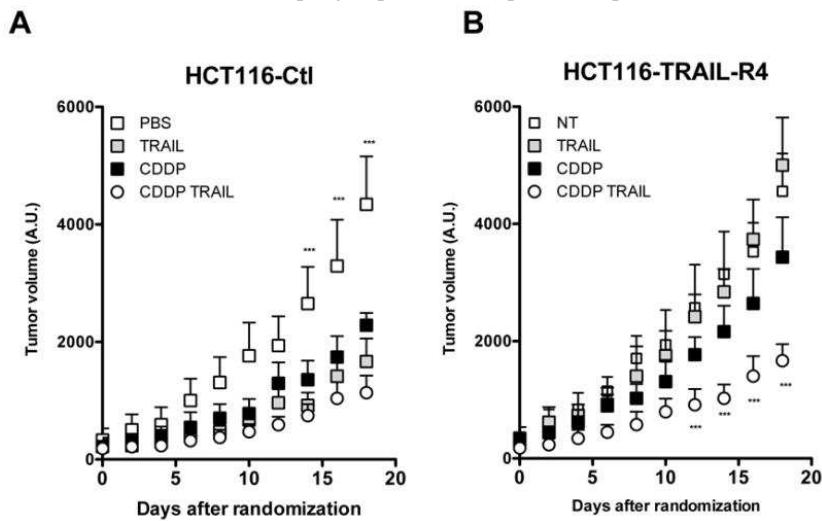 A
HCT116-Ctl
6000
4000
2000
0
Tumor volume (A.U.)
PBS
TRAIL
CDDP
CDDP TRAIL
***
***
***
0 5 10 15 20
Days after randomization
B
HCT116-TRAIL-R4
6000
4000
2000
0
Tumor volume (A.U.)
NT
TRAIL
CDDP
CDDP TRAIL
***
***
***
***
0 5 10 15 20
Days after randomization